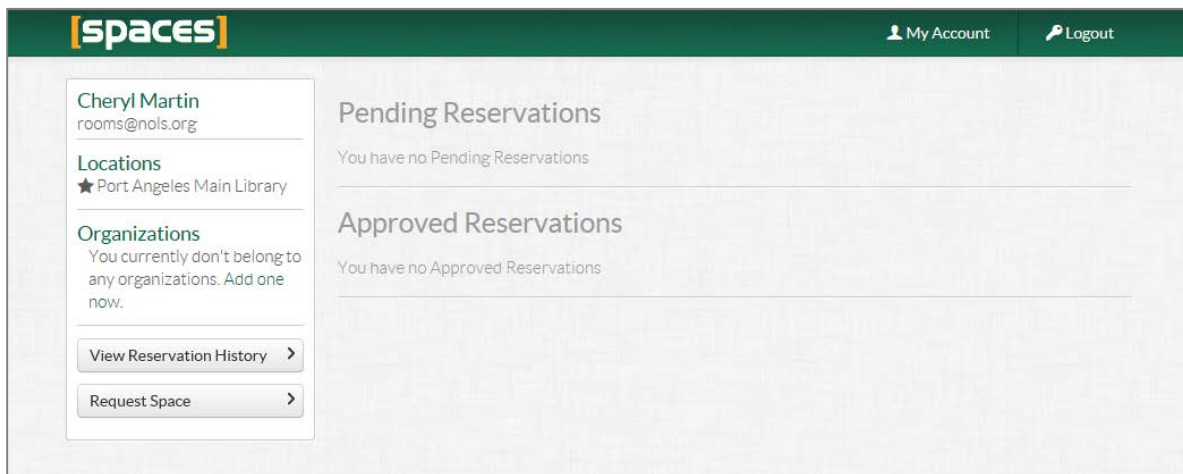 [spaces]
My Account
Logout
Cheryl Martin
rooms@nols.org
Locations
Port Angeles Main Library
Organizations
You currently don't belong to
any organizations. Add one
now.
View Reservation History
Request Space
Pending Reservations
You have no Pending Reservations
Approved Reservations
You have no Approved Reservations